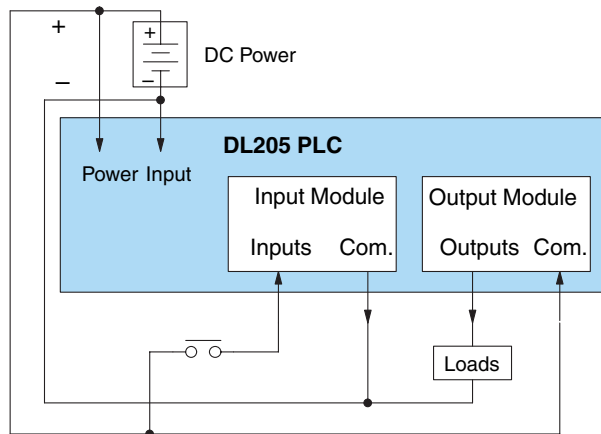 +
+
DC Power
–
–
DL205 PLC
Power Input
Input Module
Output Module
Inputs Com.
Outputs Com.
Loads